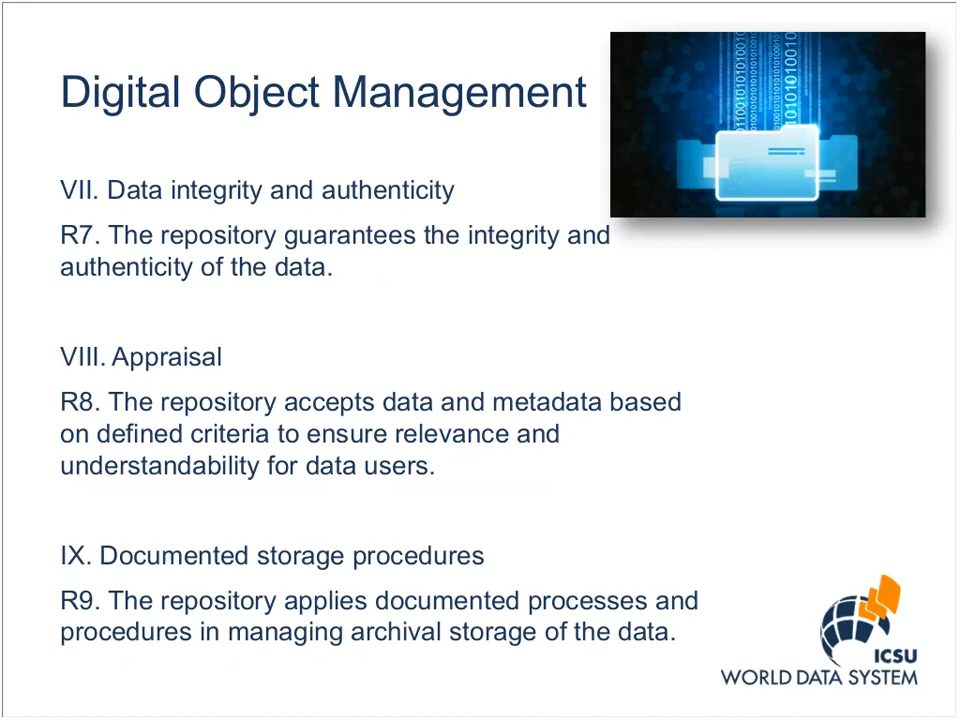 Digital Object Management
VII. Data integrity and authenticity
R7. The repository guarantees the integrity and
authenticity of the data.
VIII. Appraisal
R8. The repository accepts data and metadata based
on defined criteria to ensure relevance and
understandability for data users.
IX. Documented storage procedures
R9. The repository applies documented processes and
procedures in managing archival storage of the data.
ICSU
WORLD DATA SYSTEM